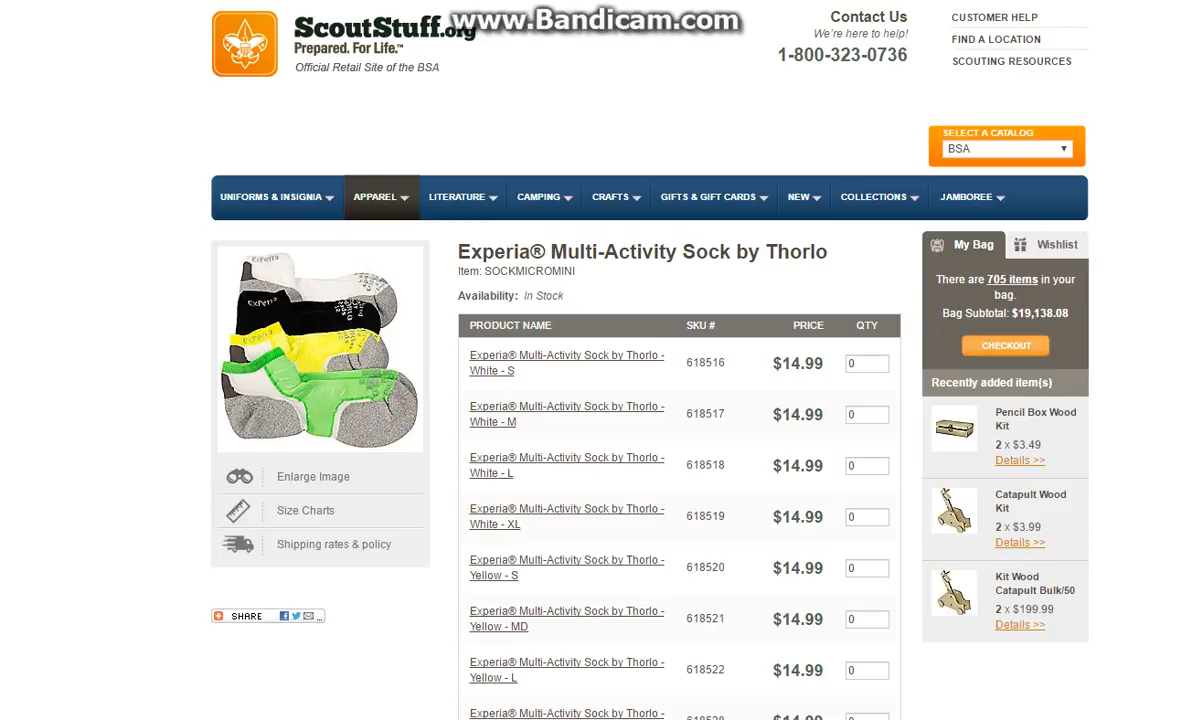 www.Bandicam.com
ScoutStuff.org
Prepared. For Life.™
Official Retail Site of the BSA
Contact Us
We're here to help!
1-800-323-0736
CUSTOMER HELP
FIND A LOCATION
SCOUTING RESOURCES
SELECT A CATALOG
BSA
UNIFORMS & INSIGNIA APPAREL LITERATURE CAMPING CRAFTS GIFTS & GIFT CARDS NEW COLLECTIONS JAMBOREE
Experia
Experia
Enlarge Image
Size Charts
Shipping rates & policy
SHARE ...
Experia® Multi-Activity Sock by Thorlo
Item: SOCKMICROMINI
Availability: In Stock
PRODUCT NAME SKU # PRICE QTY
Experia® Multi-Activity Sock by Thorlo - 618516 $14.99 0
White - S
Experia® Multi-Activity Sock by Thorlo - 618517 $14.99 0
White - M
Experia® Multi-Activity Sock by Thorlo - 618518 $14.99 0
White - L
Experia® Multi-Activity Sock by Thorlo - 618519 $14.99 0
White - XL
Experia® Multi-Activity Sock by Thorlo - 618520 $14.99 0
Yellow - S
Experia® Multi-Activity Sock by Thorlo - 618521 $14.99 0
Yellow - MD
Experia® Multi-Activity Sock by Thorlo - 618522 $14.99 0
Yellow - L
Experia® Multi-Activity Sock by Thorlo -
My Bag Wishlist
There are 705 items in your
bag.
Bag Subtotal: $19,138.08
CHECKOUT
Recently added item(s)
Pencil Box Wood
Kit
2 x $3.49
Details >>
Catapult Wood
Kit
2 x $3.99
Details >>
Kit Wood
Catapult Bulk/50
2 x $199.99
Details >>